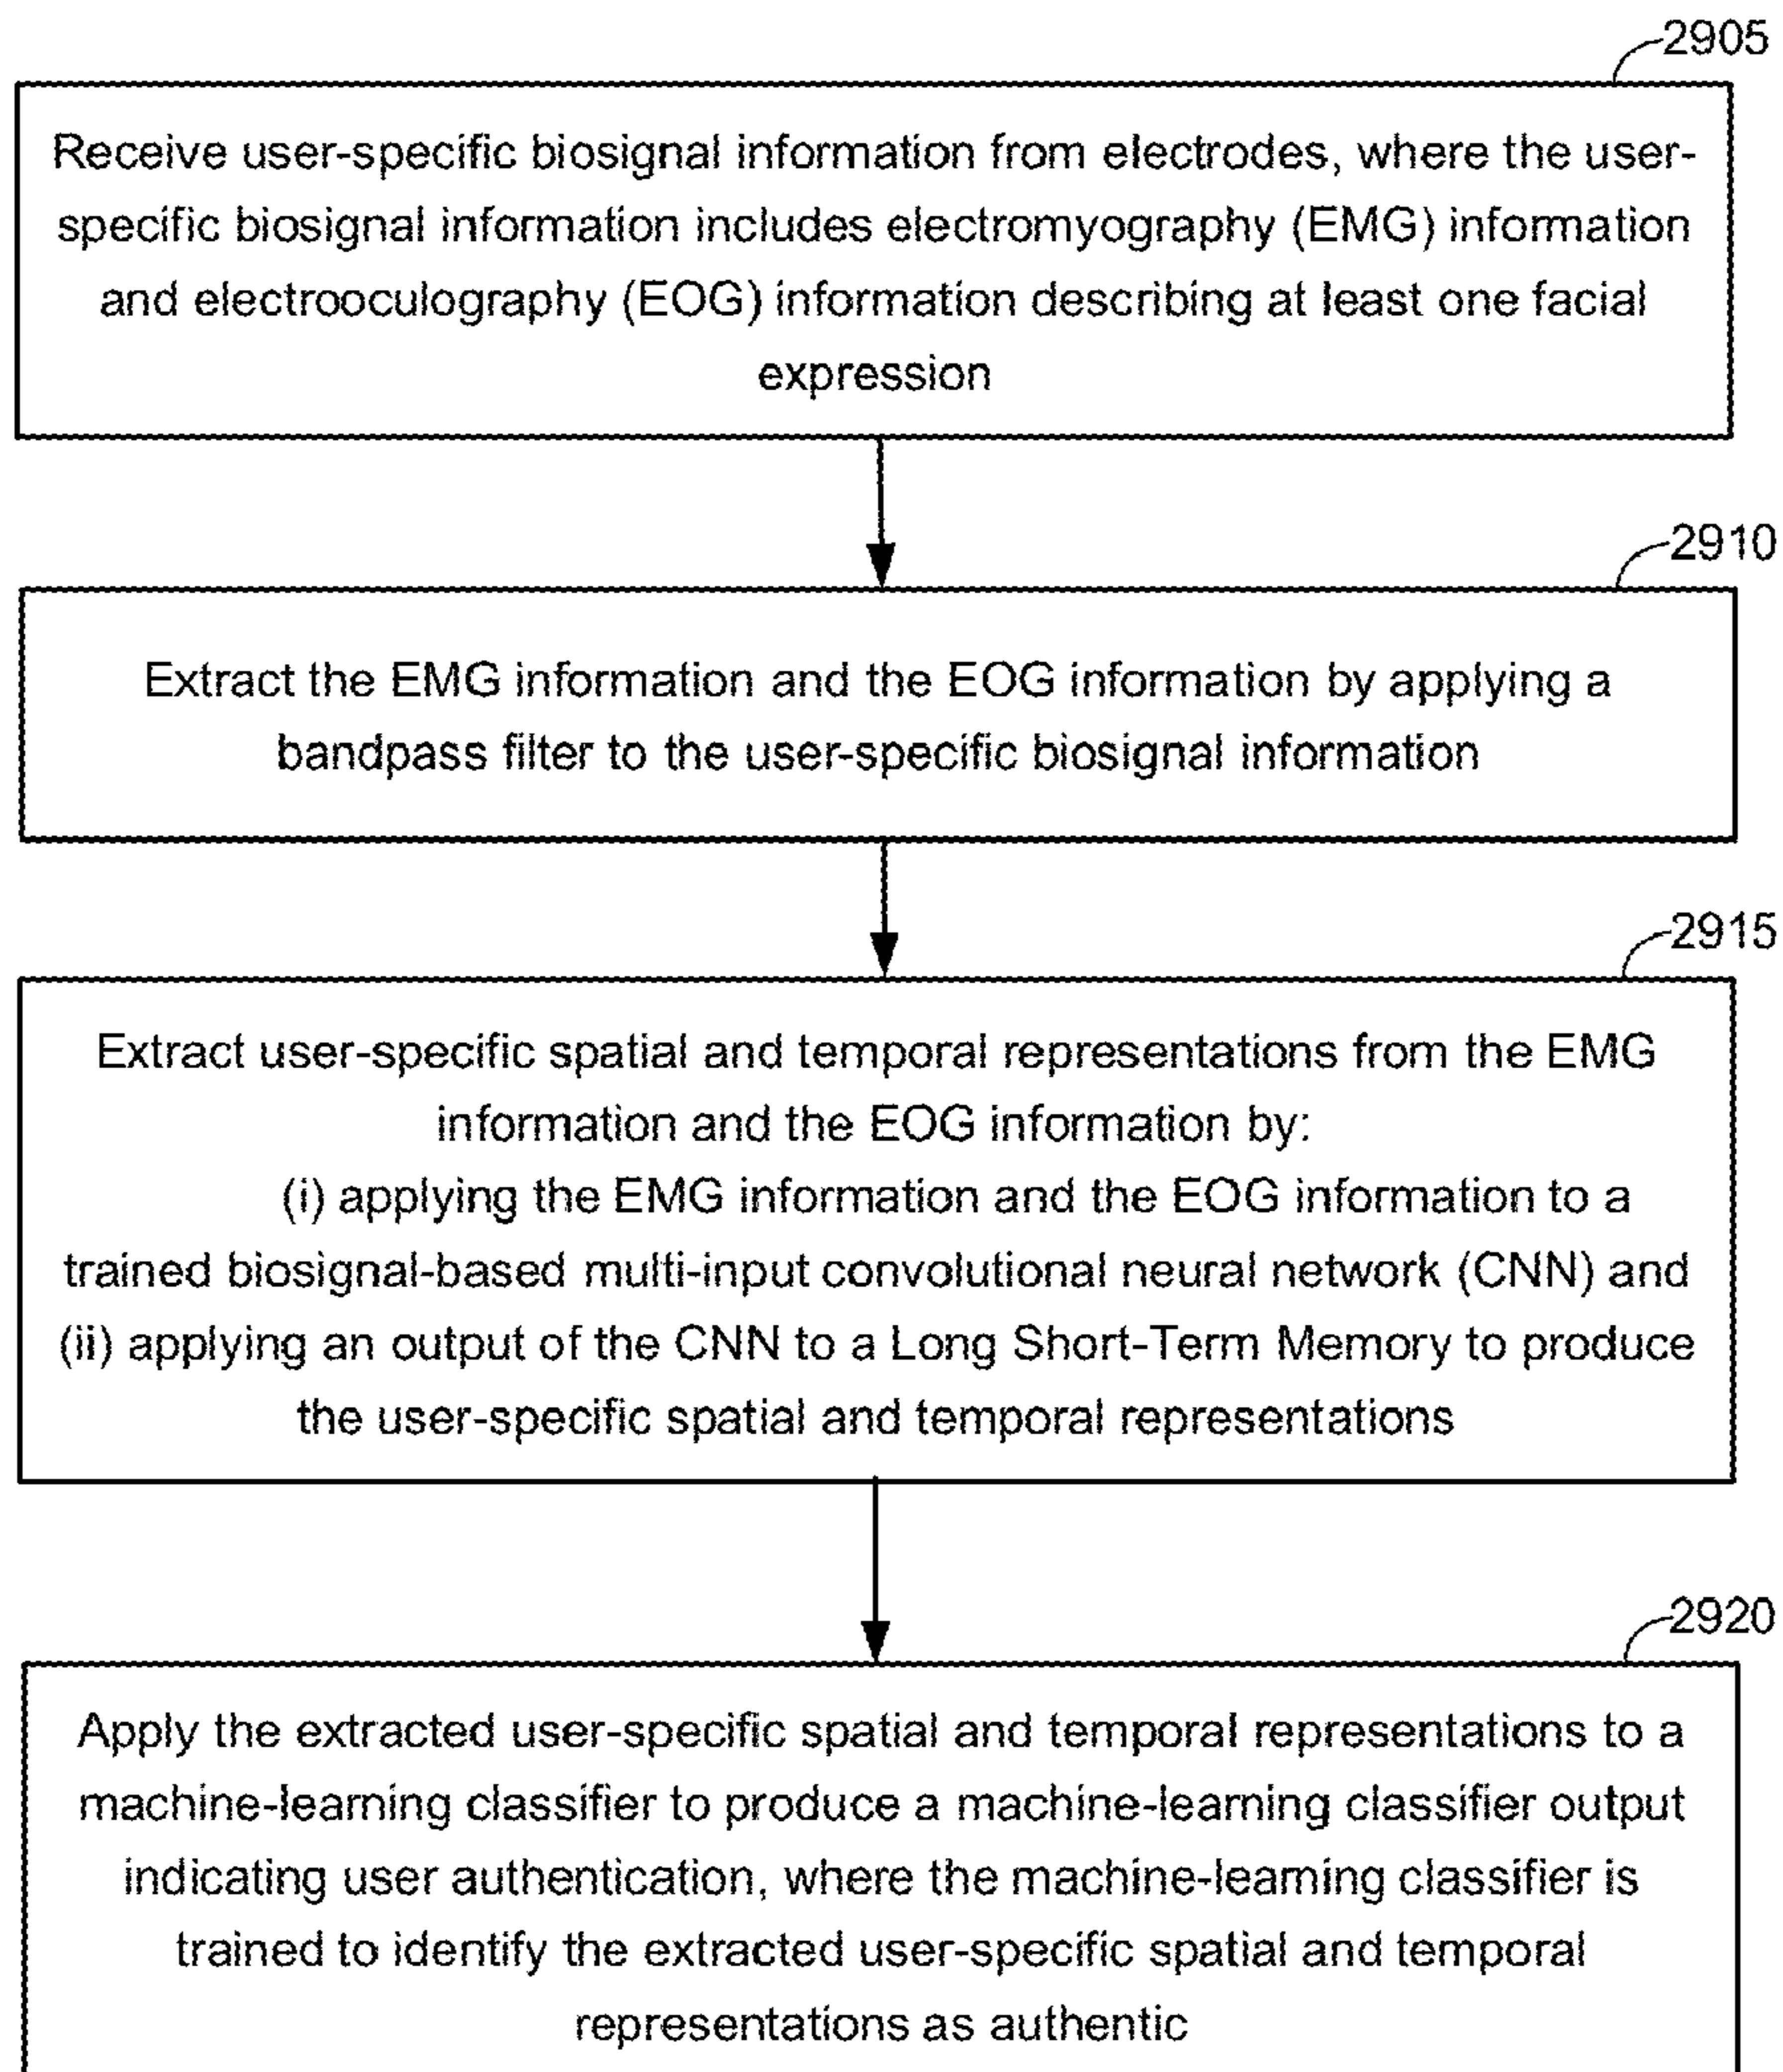 2905
Receive user-specific biosignal information from electrodes, where the user-
specific biosignal information includes electromyography (EMG) information
and electrooculography (EOG) information describing at least one facial
expression
2910
Extract the EMG information and the EOG information by applying a
bandpass filter to the user-specific biosignal information
2915
Extract user-specific spatial and temporal representations from the EMG
information and the EOG information by:
(i) applying the EMG information and the EOG information to a
trained biosignal-based multi-input convolutional neural network (CNN) and
(ii) applying an output of the CNN to a Long Short-Term Memory to produce
the user-specific spatial and temporal representations
2920
Apply the extracted user-specific spatial and temporal representations to a
machine-learning classifier to produce a machine-learning classifier output
indicating user authentication, where the machine-learning classifier is
trained to identify the extracted user-specific spatial and temporal
representations as authentic